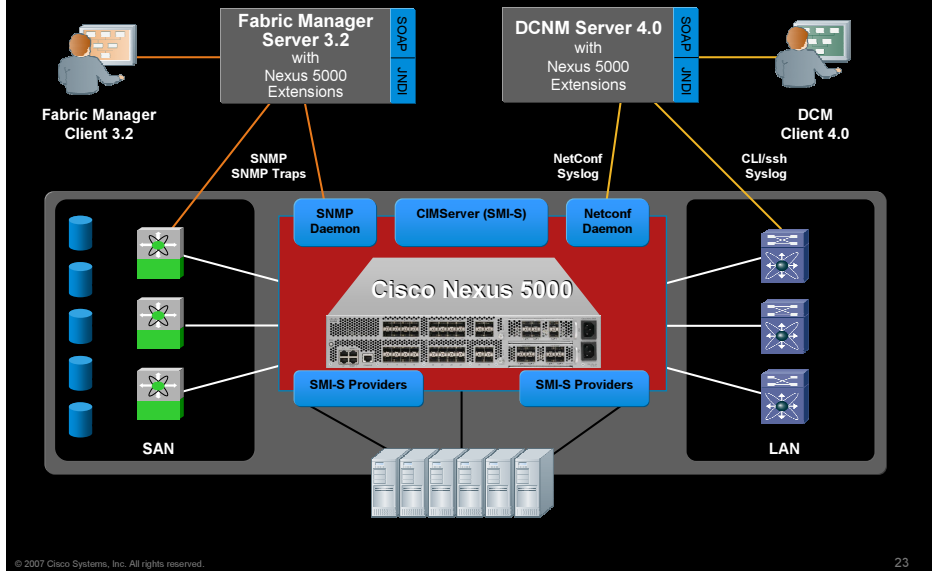 Fabric Manager
Server 3.2
with
Nexus 5000
Extensions
SOAP
JNDI
DCNM Server 4.0
with
Nexus 5000
Extensions
SOAP
JNDI
Fabric Manager
Client 3.2
DCM
Client 4.0
SNMP
SNMP Traps
NetConf
Syslog
CLI/ssh
Syslog
SNMP
Daemon
CIMServer (SMI-S)
Netconf
Daemon
Cisco Nexus 5000
SMI-S Providers
SMI-S Providers
SAN
LAN
© 2007 Cisco Systems, Inc. All rights reserved.
23